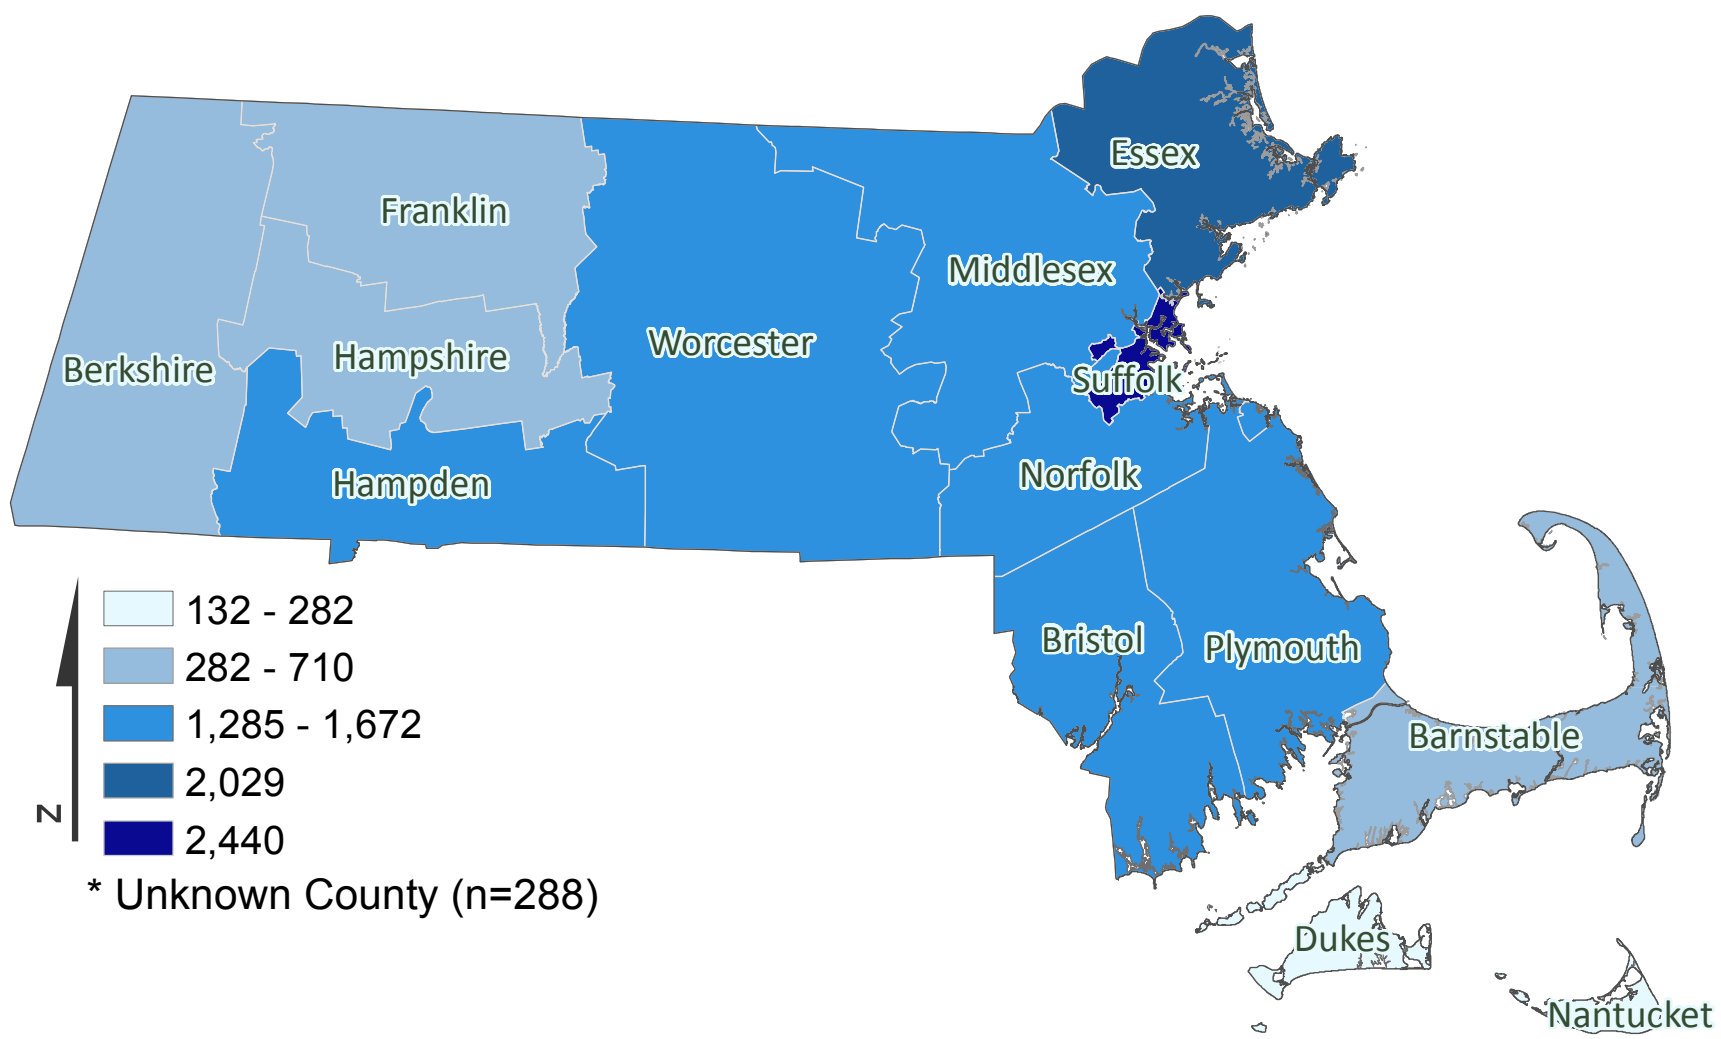 Essex
Franklin
Middlesex
Worcester
Hampshire
Berkshire
Suffolk
Norfolk
Hampden
132 - 282
282 - 710
1,285 - 1,672
2,029
2,440
N
* Unknown County (n=288)
Bristol
Plymouth
Barnstable
Dukes
Nantucket